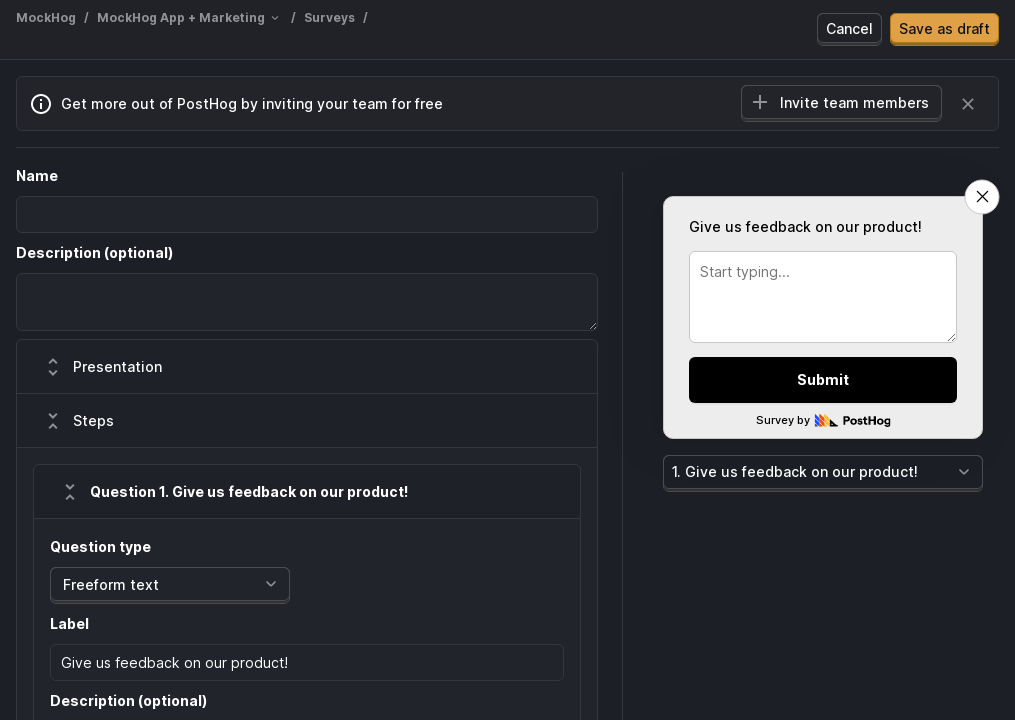 MockHog / MockHog App + Marketing / Surveys /
Cancel
Save as draft
Get more out of PostHog by inviting your team for free
Invite team members
Name
Description (optional)
Presentation
Steps
Question 1. Give us feedback on our product!
Question type
Freeform text
Label
Give us feedback on our product!
Description (optional)
Give us feedback on our product!
Start typing...
Submit
Survey by PostHog
1. Give us feedback on our product!